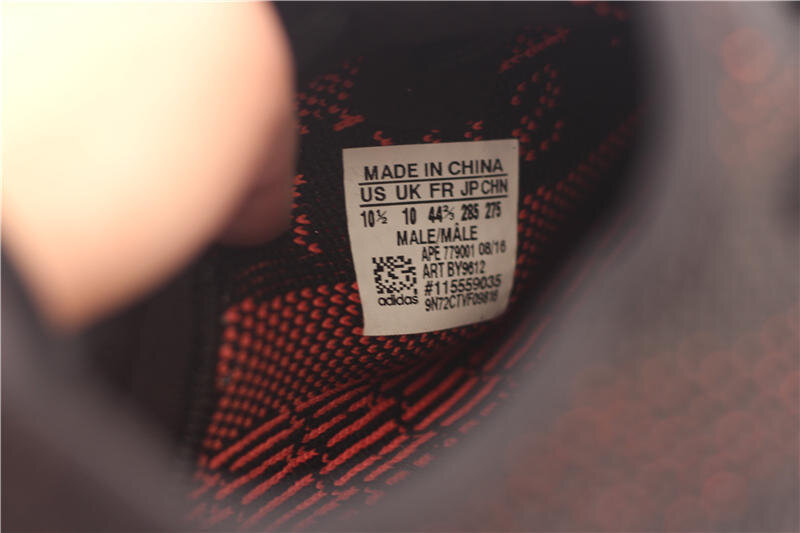 MADE IN CHINA
US UK FR JP CHN
10½ 10 44⅔ 285 275
MALE/MÂLE
APE 779001 08/16
ART BY9612
#115559035
9N72CTVF09816
adidas